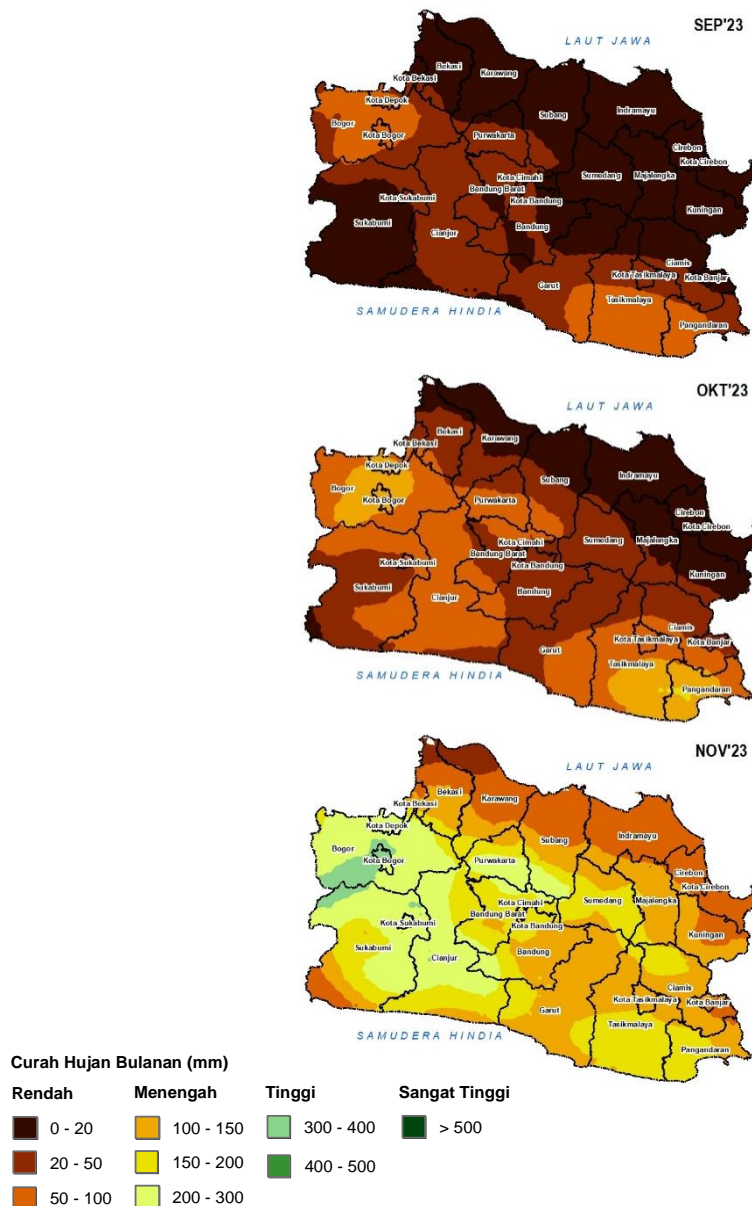 SEP'23
LAUT JAWA
Bekasi
Kota Bekasi
Karawang
Kota Depok
Subang
Indramayu
Bogor
Kota Bogor
Purwakarta
Cirebon
Kota Cirebon
Kota Cimahi
Bandung Barat
Sumedang
Majalengka
Kota Sukabumi
Kota Bandung
Kuningan
Sukabumi
Cianjur
Bandung
Ciamis
Garut
Kota Tasikmalaya
Kota Banjar
Tasikmalaya
SAMUDERA HINDIA
Pangandaran
OKT'23
LAUT JAWA
Bekasi
Kota Bekasi
Karawang
Kota Depok
Subang
Indramayu
Bogor
Kota Bogor
Purwakarta
Cirebon
Kota Cirebon
Kota Cimahi
Bandung Barat
Sumedang
Majalengka
Kota Sukabumi
Kota Bandung
Kuningan
Sukabumi
Cianjur
Bandung
Ciamis
Garut
Kota Tasikmalaya
Kota Banjar
Tasikmalaya
SAMUDERA HINDIA
Pangandaran
NOV'23
LAUT JAWA
Bekasi
Kota Bekasi
Karawang
Kota Depok
Subang
Indramayu
Bogor
Kota Bogor
Purwakarta
Cirebon
Kota Cirebon
Kota Cimahi
Bandung Barat
Sumedang
Majalengka
Kota Sukabumi
Kota Bandung
Kuningan
Sukabumi
Cianjur
Bandung
Ciamis
Garut
Kota Tasikmalaya
Kota Banjar
Tasikmalaya
SAMUDERA HINDIA
Pangandaran
Curah Hujan Bulanan (mm)
Rendah Menengah Tinggi Sangat Tinggi
0 - 20 100 - 150 300 - 400 > 500
20 - 50 150 - 200 400 - 500
50 - 100 200 - 300